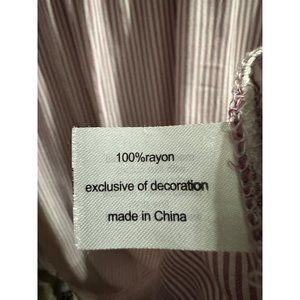 100%rayon
exclusive of decoration
made in China